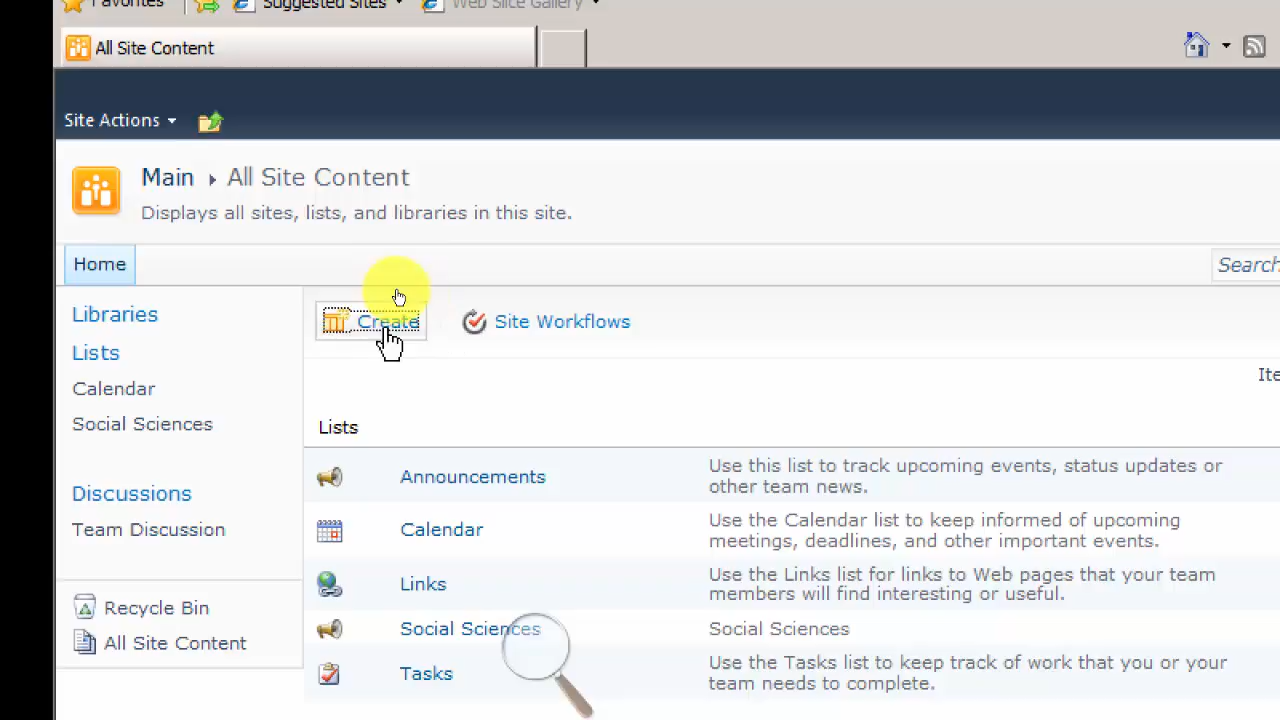 Favorites Suggested Sites Web Slice Gallery
All Site Content
Site Actions
Main All Site Content
Displays all sites, lists, and libraries in this site.
Home
Search
Libraries
Create Site Workflows
Lists
Calendar
Social Sciences
Lists
Announcements Use this list to track upcoming events, status updates or
other team news.
Discussions
Team Discussion
Calendar Use the Calendar list to keep informed of upcoming
meetings, deadlines, and other important events.
Links Use the Links list for links to Web pages that your team
members will find interesting or useful.
Recycle Bin
All Site Content
Social Sciences Social Sciences
Tasks Use the Tasks list to keep track of work that you or your
team needs to complete.